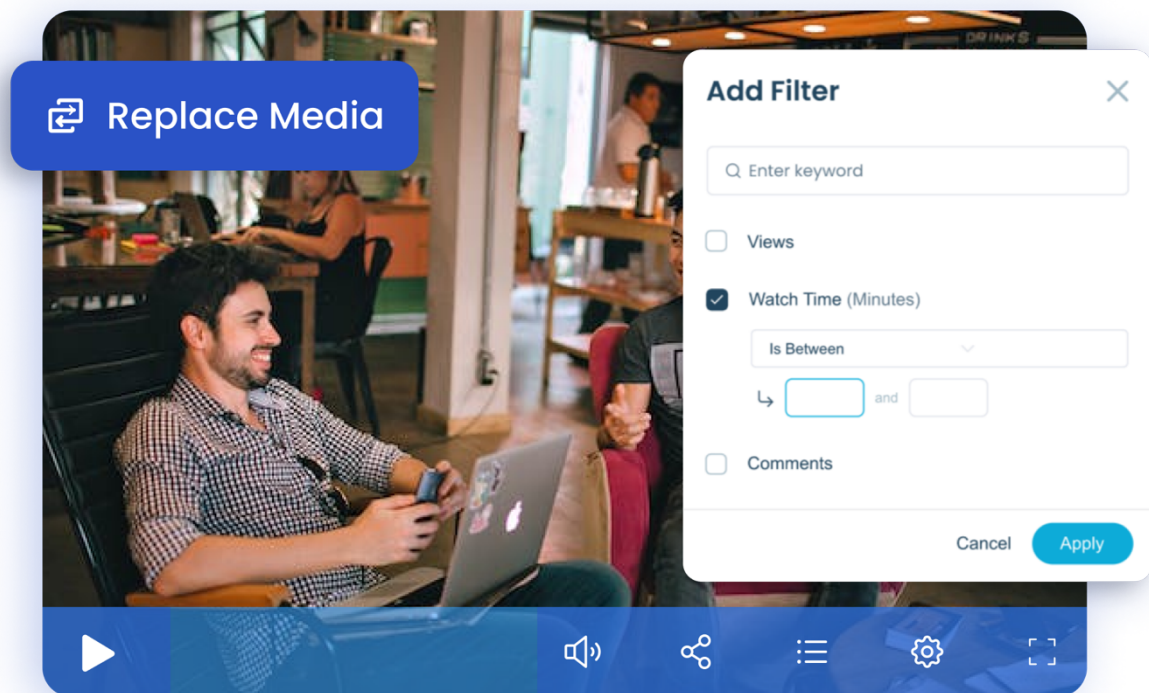 DRINKS
Replace Media
Add Filter
Enter keyword
Views
Watch Time (Minutes)
Is Between
and
Comments
Cancel
Apply